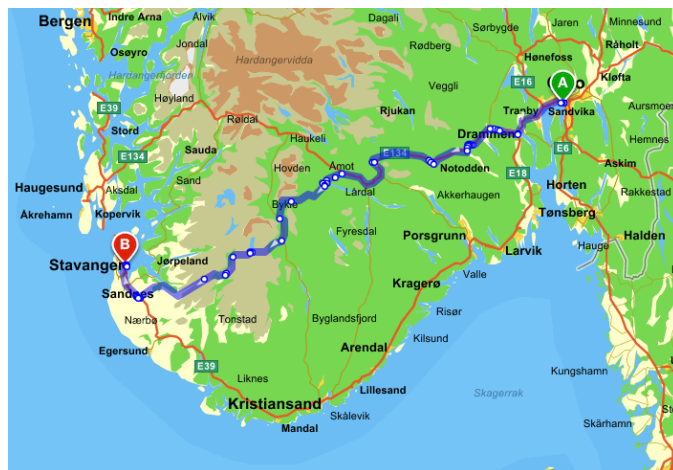 Bergen
Indre Arna
Älvik
Dagali
Sørbygde
Jaren
Minnesund
Osøyro
Jondal
Rødberg
Hønefoss
Råholt
Hardangerfjorden
Hardangervidda
Kløfta
E16
E39
Høyland
Veggli
A
Stord
Røldal
Rjukan
Tranby
Sandvika
Aursmoen
E134
Sauda
Haukeli
Drammen
E6
Hemnes
Sand
Hovden
Åmot
E134
Notodden
Askim
Haugesund
Aksdal
E18
Horten
Rakkestad
Åkrehamn
Kopervik
Bykle
Lårdal
Akkerhaugen
Tønsberg
B
Fyresdal
Porsgrunn
Halden
Stavanger
Jørpeland
Larvik
Hauge
Sandnes
Valle
Kragerø
Nærbø
Tonstad
Byglandsfjord
Risør
Kilsund
Egersund
Arendal
E39
Kungshamn
Liknes
Lillesand
Skagerrak
Kristiansand
Skålevik
Mandal
Skärhamn